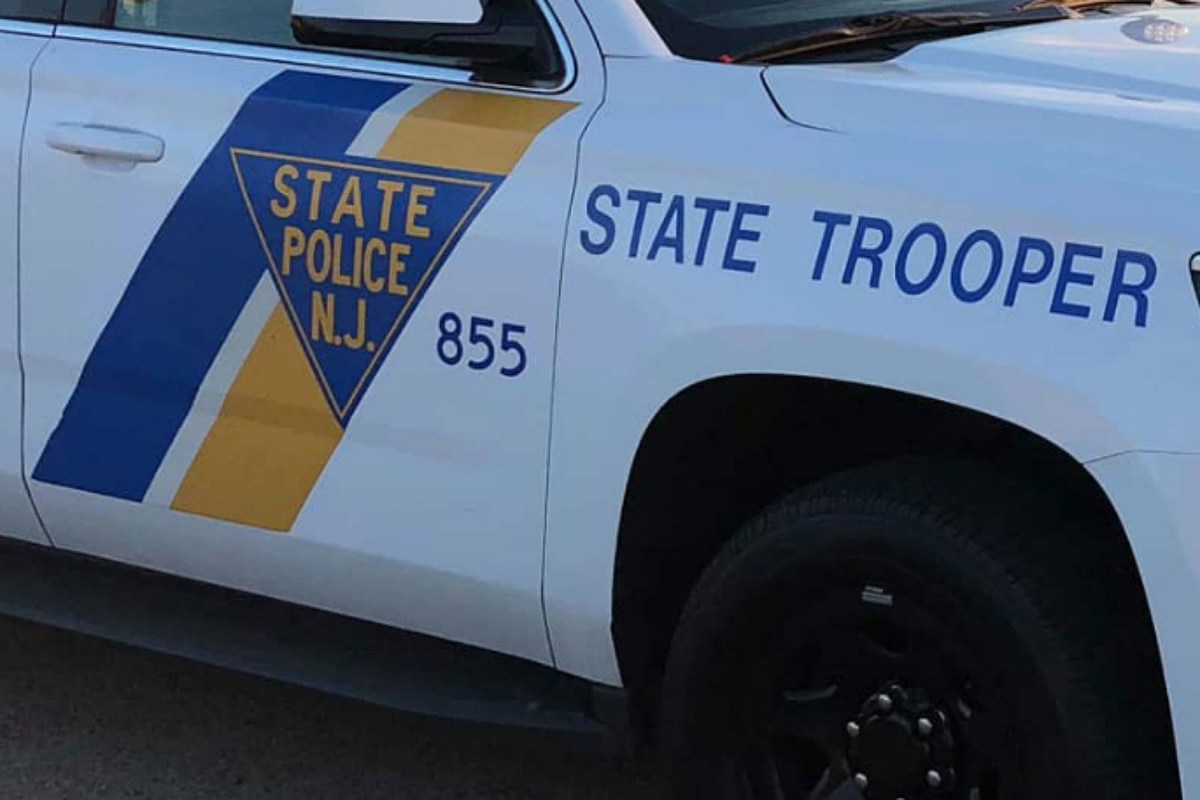 STATE
POLICE
N.J.
855
STATE TROOPER